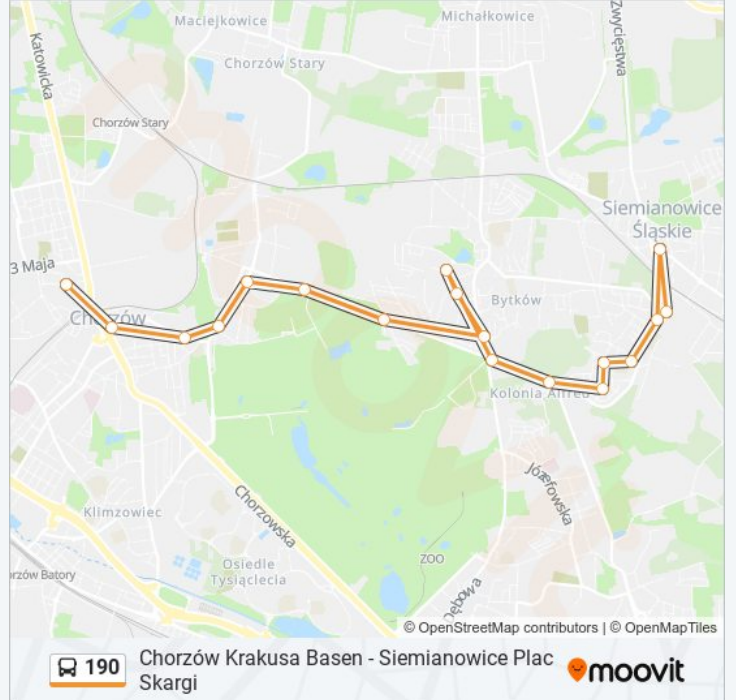 Maciejkowice
Michałkowice
Katowicka
Zwycięstwa
Chorzów Stary
Chorzów Stary
Siemianowice
Śląskie
3 Maja
Bytków
Chorzów
Kolonia Alfred
Józefowska
Chorzowska
Klimzowiec
Osiedle
Tysiąclecia
ZOO
orzów Batory
Dębowa
© OpenStreetMap contributors | © OpenMapTiles
190
Chorzów Krakusa Basen - Siemianowice Plac
Skargi
moovit